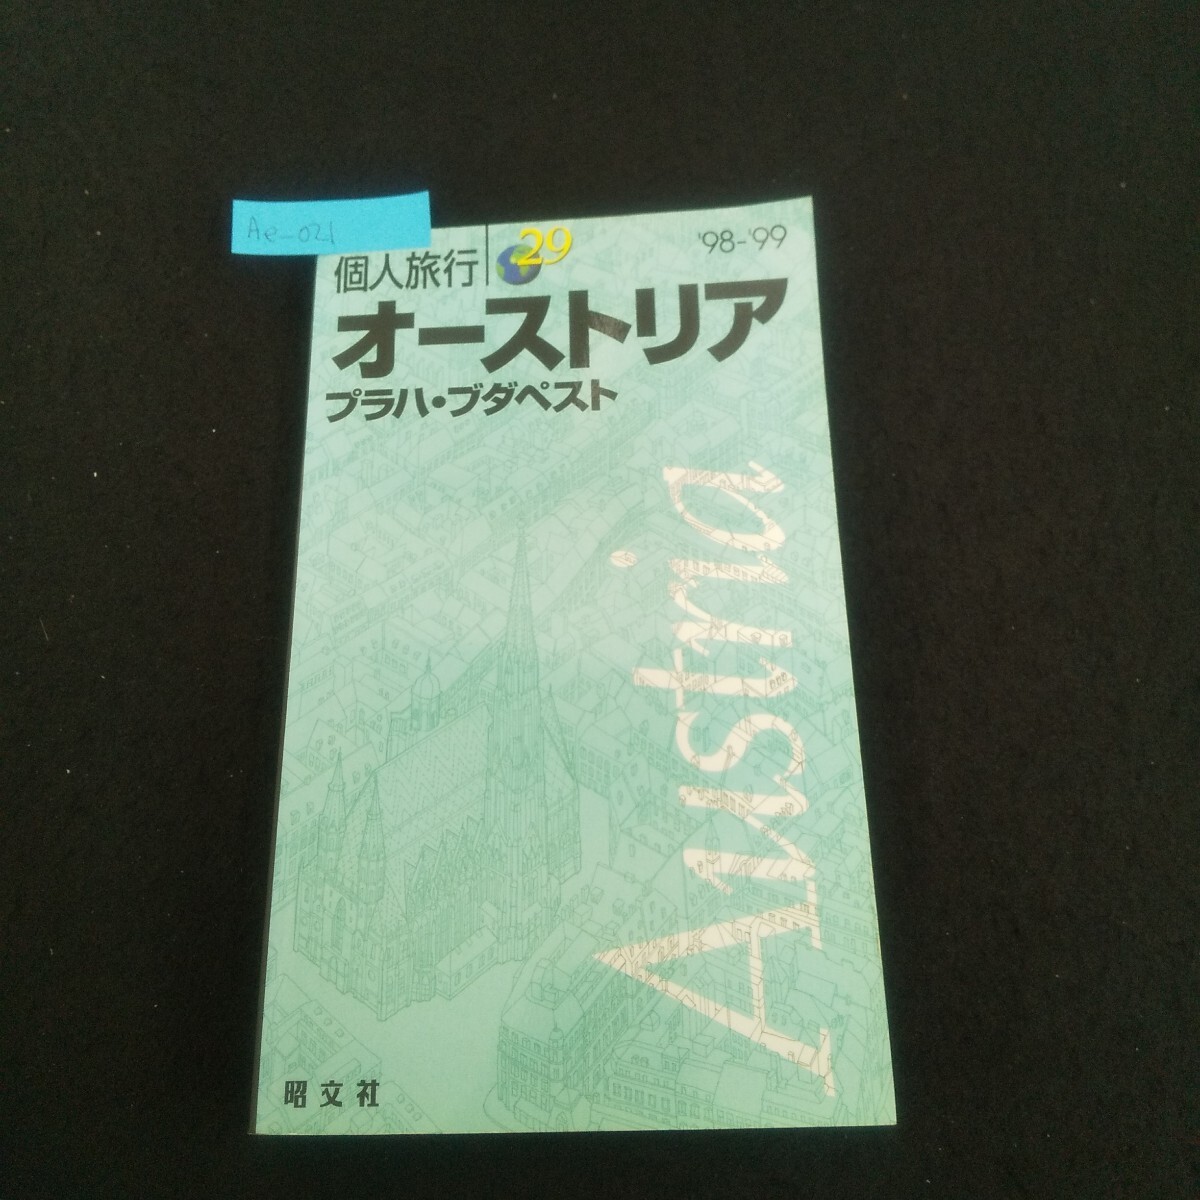 Ae-021
個人旅行 29 '98-'99
オーストリア
プラハ・ブダペスト
Austria
昭文社